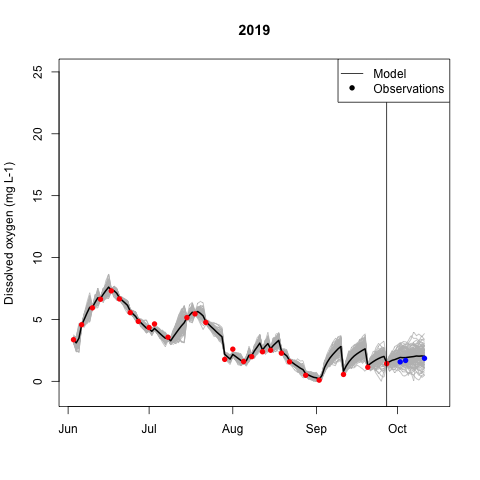 2019
Model
Observations
Dissolved oxygen (mg L-1)
25
20
15
10
5
0
Jun
Jul
Aug
Sep
Oct